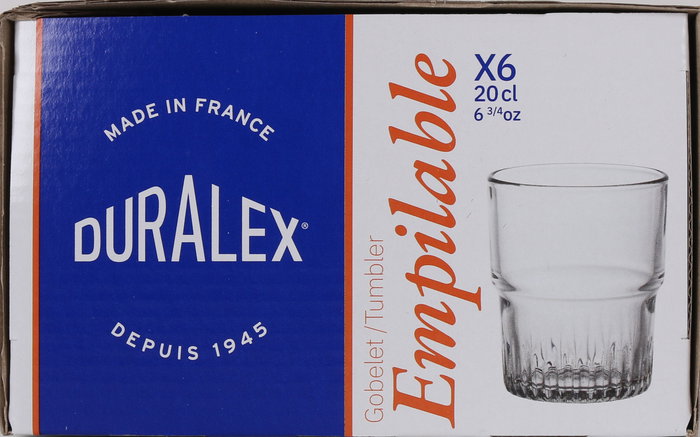 MADE IN FRANCE
DURALEX®
DEPUIS 1945
Gobelet/Tumbler
Empilable
X6
20 cl
6 3/4 oz